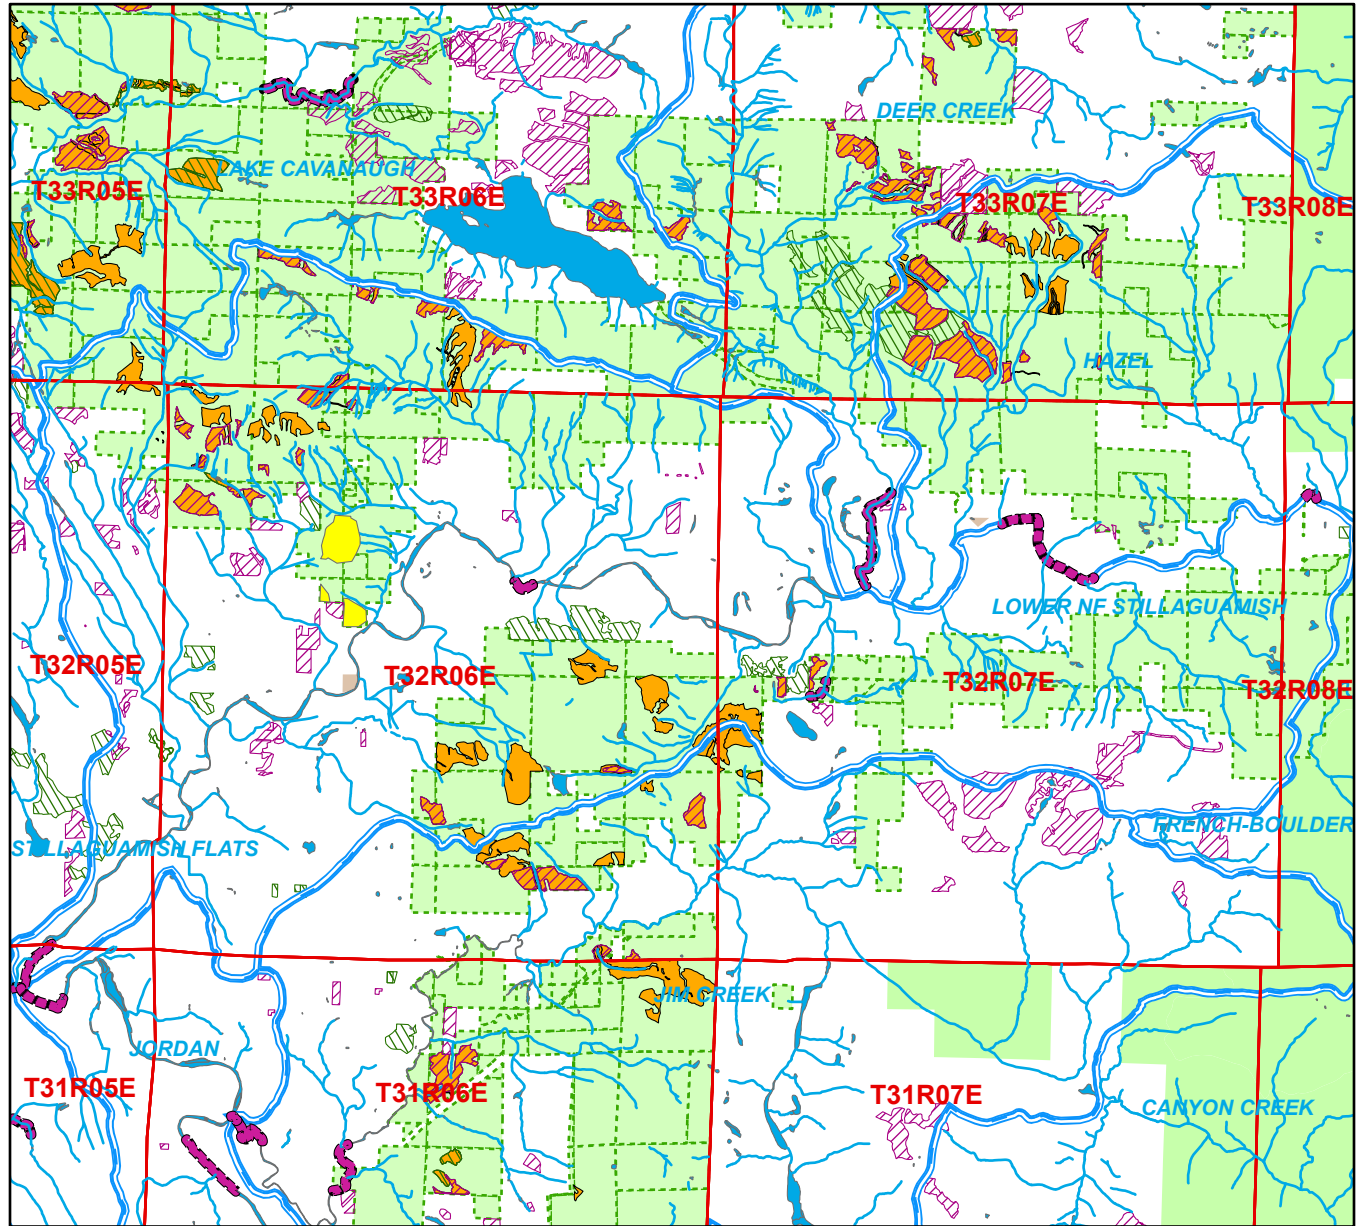 DEER CREEK
LAKE CAVANAUGH
T33R05E
T33R06E
T33R07E
T33R08E
HAZEL
LOWER NF STILLAGUAMISH
T32R05E
T32R06E
T32R07E
T32R08E
FRENCH-BOULDER
STILLAGUAMISH FLATS
JIM CREEK
JORDAN
T31R05E
T31R06E
T31R07E
CANYON CREEK